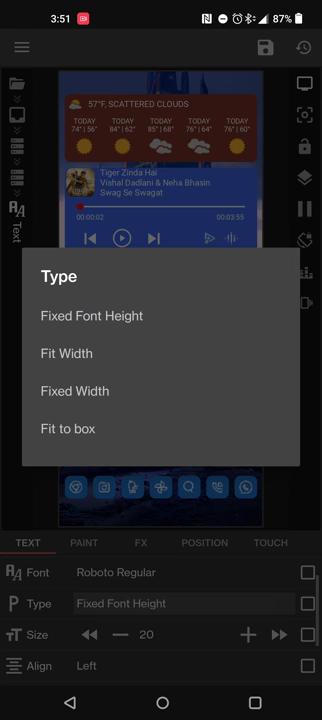 3:51
87%
57°F, SCATTERED CLOUDS
TODAY TODAY TODAY TODAY TODAY
74°|56° 84°|62° 85°|68° 76°|64° 76°|60°
Tiger Zinda Hai
Vishal Dadlani & Neha Bhasin
Swag Se Swagat
00:00:02 00:03:55
Text
Type
Fixed Font Height
Fit Width
Fixed Width
Fit to box
TEXT PAINT FX POSITION TOUCH
Font Roboto Regular
Type Fixed Font Height
Size 20
Align Left